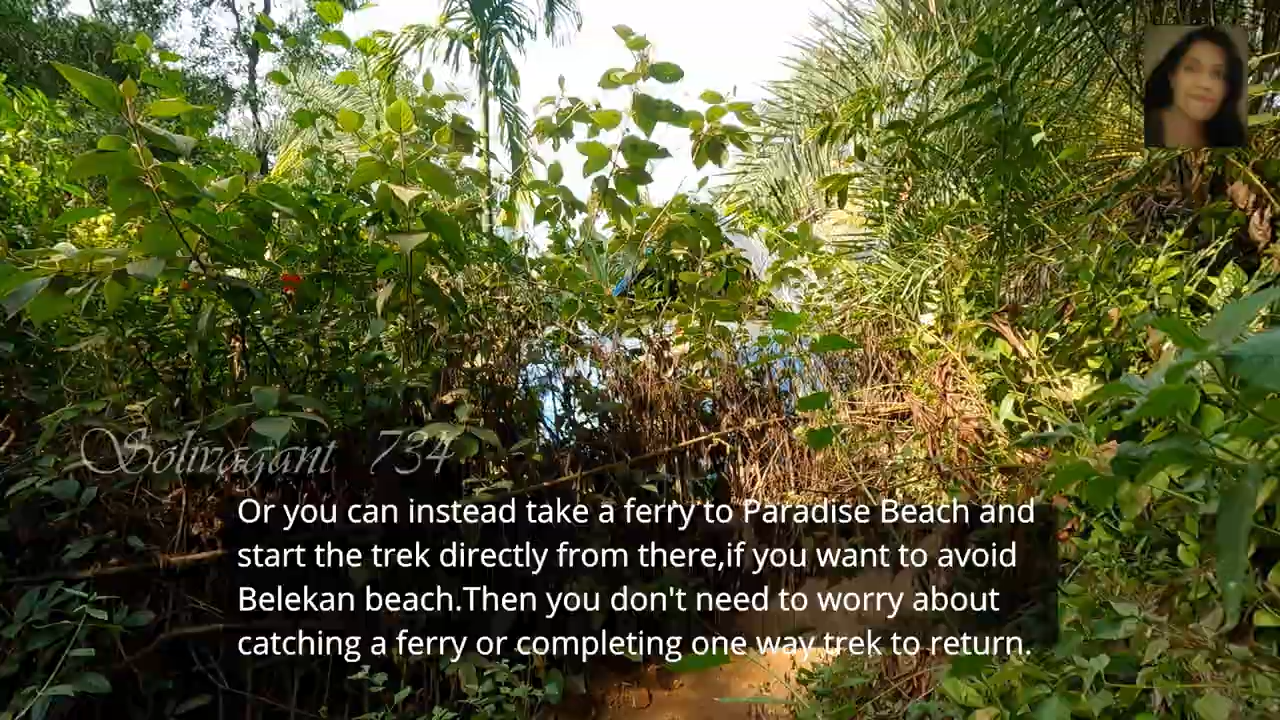 Solivagant 734
Or you can instead take a ferry to Paradise Beach and
start the trek directly from there,if you want to avoid
Belekan beach.Then you don't need to worry about
catching a ferry or completing one way trek to return.